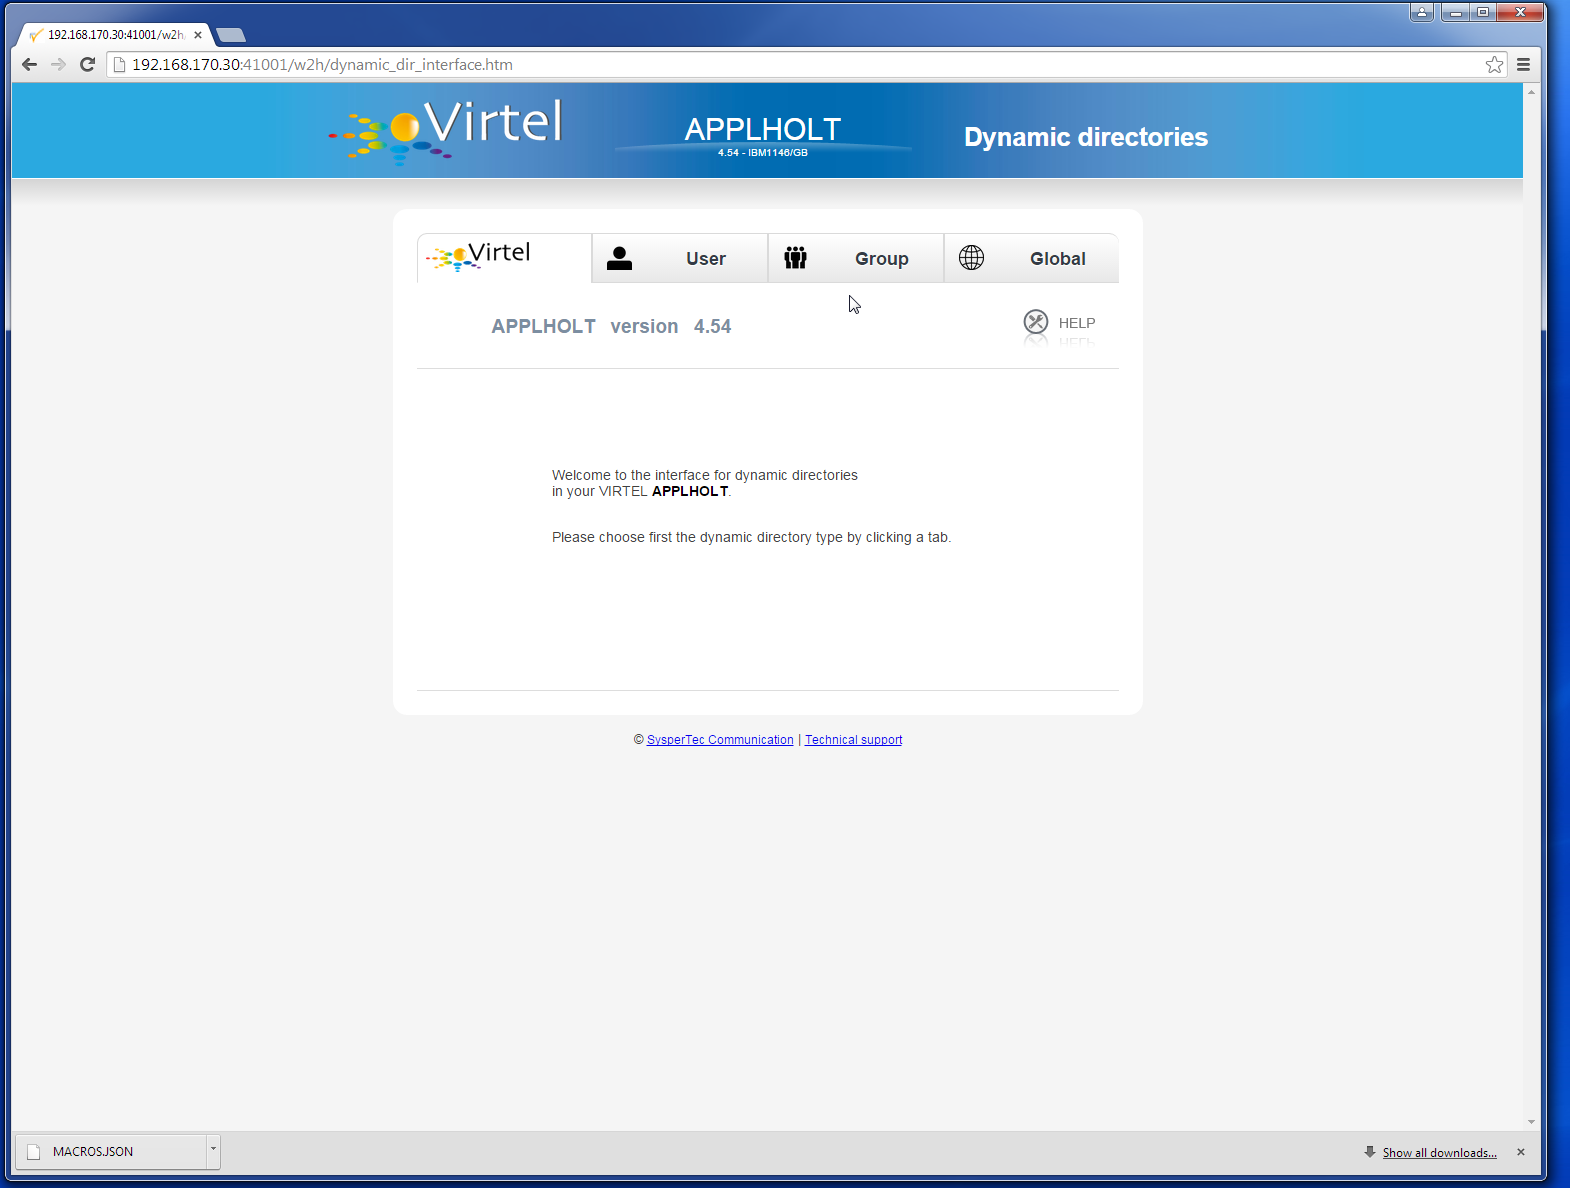 192.168.170.30:41001/w2h
192.168.170.30:41001/w2h/dynamic_dir_interface.htm
Virtel
APPLHOLT
4.54 - IBM1146/GB
Dynamic directories
Virtel
User
Group
Global
APPLHOLT version 4.54
HELP
Welcome to the interface for dynamic directories
in your VIRTEL APPLHOLT.
Please choose first the dynamic directory type by clicking a tab.
© SysperTec Communication | Technical support
MACROS.JSON
Show all downloads...